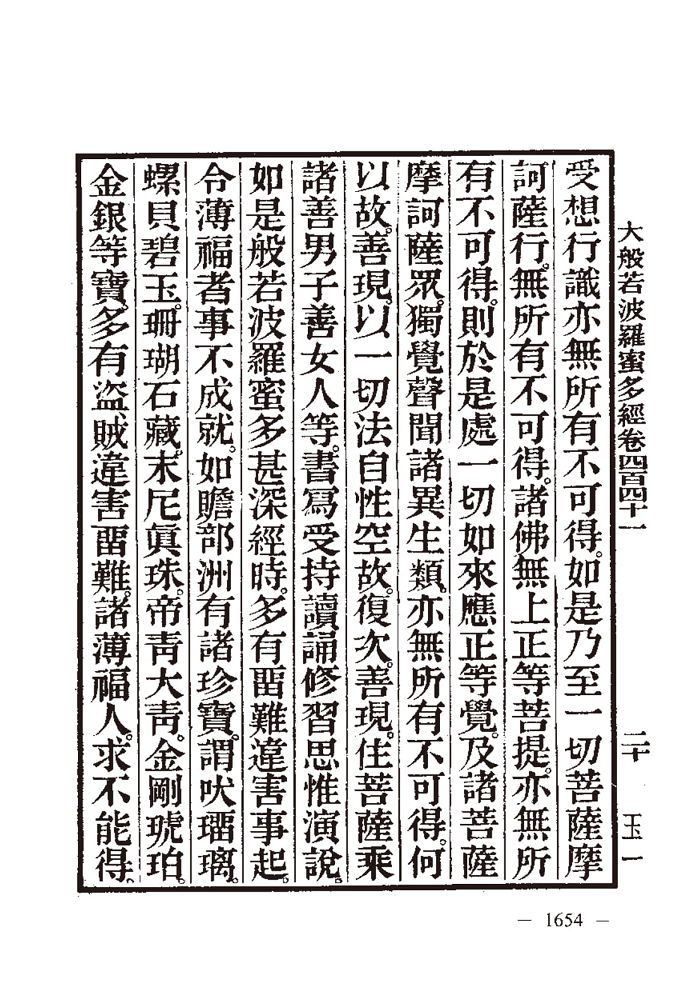 大般若波羅蜜多經卷四百四十一 二十 玉一
受想行識亦無所有不可得。如是乃至一切菩薩摩
訶薩行。無所有不可得。諸佛無上正等菩提。亦無所
有不可得。則於是處一切如來應正等覺。及諸菩薩
摩訶薩眾。獨覺聲聞諸異生類。亦無所有不可得。何
以故。善現。以一切法自性空故。復次。善現。住菩薩乘
諸善男子善女人等。書寫受持讀誦修習思惟演說。
如是般若波羅蜜多甚深經時。多有畱難違害事起。
令薄福者事不成就。如贍部洲有諸珍寶。謂吠瑠璃。
螺貝碧玉。珊瑚石藏。末尼眞珠。帝靑大靑。金剛琥珀。
金銀等寶。多有盜賊違害畱難。諸薄福人。求不能得。
— 1654 —